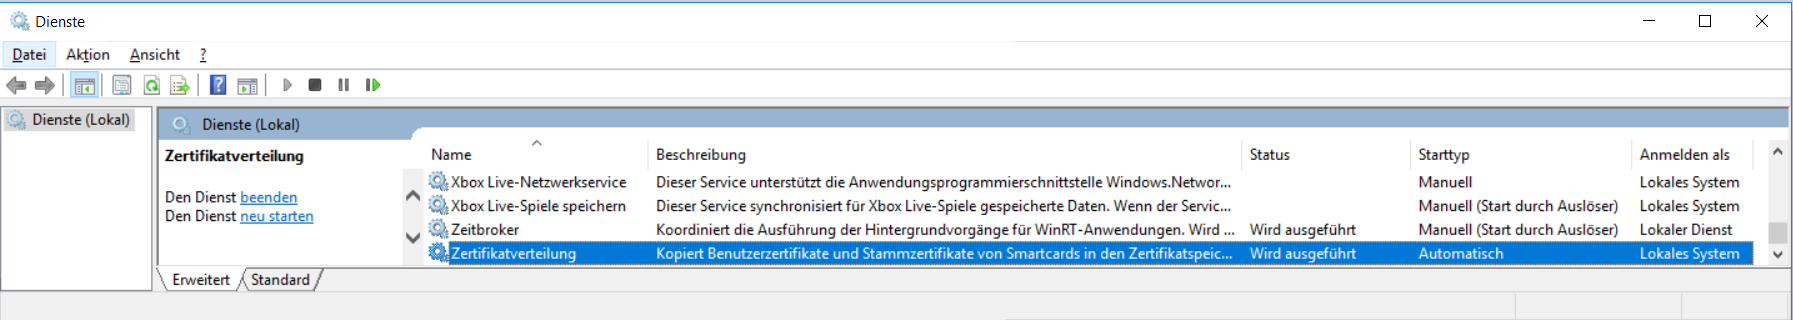 Dienste
Datei Aktion Ansicht ?
Dienste (Lokal)
Dienste (Lokal)
Zertifikatverteilung
Den Dienst beenden
Den Dienst neu starten
Name Beschreibung Status Starttyp Anmelden als
Xbox Live-Netzwerkservice Dieser Service unterstützt die Anwendungsprogrammierschnittstelle Windows.Networ... Manuell Lokales System
Xbox Live-Spiele speichern Dieser Service synchronisiert für Xbox Live-Spiele gespeicherte Daten. Wenn der Servic... Manuell (Start durch Auslöser) Lokales System
Zeitbroker Koordiniert die Ausführung der Hintergrundvorgänge für WinRT-Anwendungen. Wird ... Wird ausgeführt Manuell (Start durch Auslöser) Lokaler Dienst
Zertifikatverteilung Kopiert Benutzerzertifikate und Stammzertifikate von Smartcards in den Zertifikatspeic... Wird ausgeführt Automatisch Lokales System
Erweitert Standard